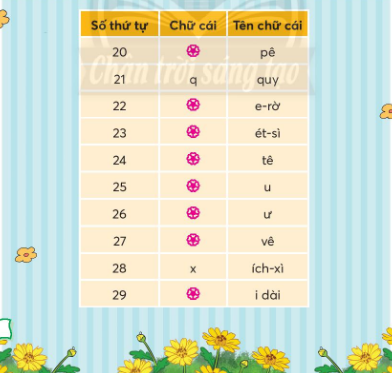 Số thứ tự Chữ cái Tên chữ cái
20 pê
Chân trời sáng tạo
21 q quy
22 e-rờ
23 ét-sì
24 tê
25 u
26 ư
27 vê
28 x ích-xì
29 i dài